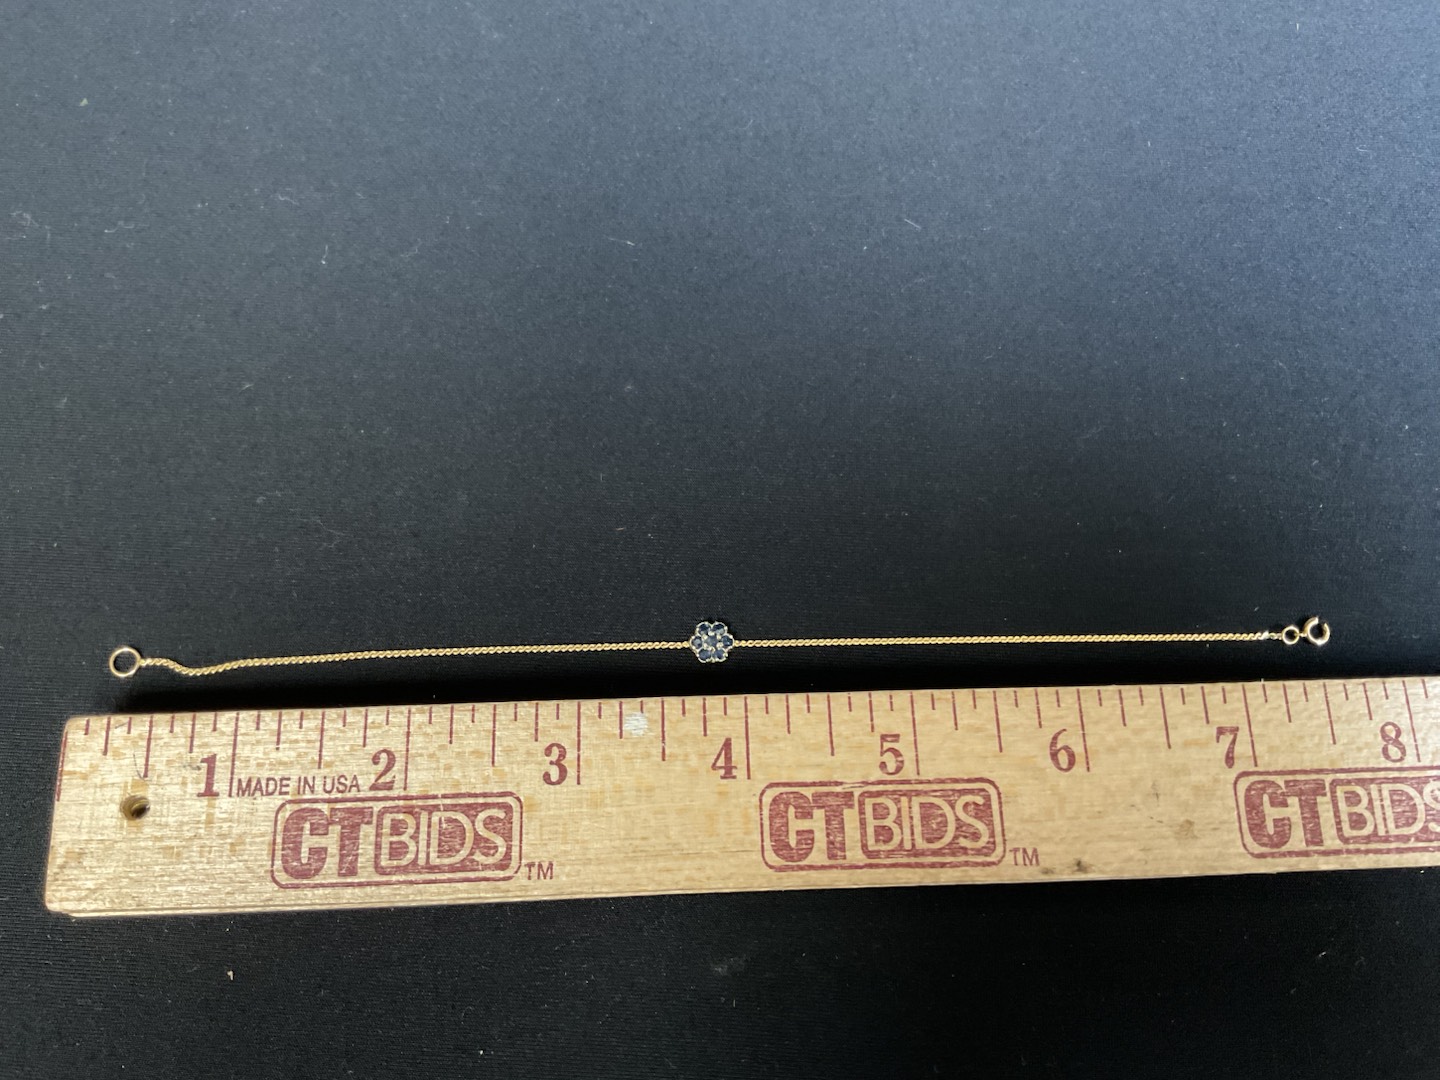 1 2 3 4 5 6 7 8
MADE IN USA
CTBIDS™ CTBIDS™ CTBIDS